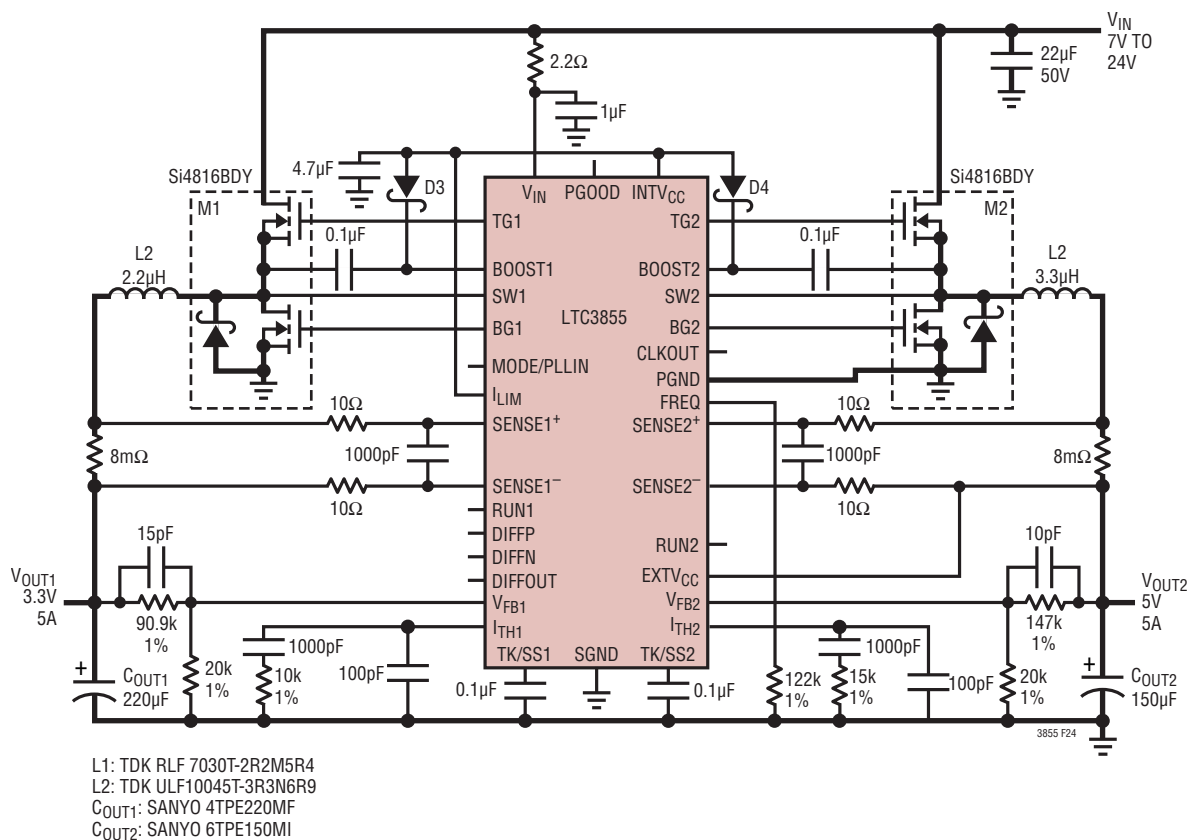 VIN
7V TO
24V
22µF
50V
2.2Ω
1µF
4.7µF
D3
D4
Si4816BDY
M1
Si4816BDY
M2
VIN
PGOOD
INTVCC
TG1
TG2
0.1µF
0.1µF
L2
2.2µH
L2
3.3µH
BOOST1
BOOST2
SW1
SW2
LTC3855
BG1
BG2
CLKOUT
MODE/PLLIN
PGND
ILIM
FREQ
10Ω
10Ω
SENSE1+
SENSE2+
8mΩ
1000pF
1000pF
8mΩ
SENSE1–
SENSE2–
10Ω
10Ω
RUN1
DIFFP
DIFFN
DIFFOUT
RUN2
EXTVCC
15pF
10pF
VOUT1
3.3V
5A
VOUT2
5V
5A
VFB1
VFB2
90.9k
1%
147k
1%
ITH1
ITH2
1000pF
1000pF
TK/SS1
SGND
TK/SS2
+
COUT1
220µF
20k
1%
10k
1%
100pF
0.1µF
0.1µF
122k
1%
15k
1%
100pF
20k
1%
+
COUT2
150µF
3855 F24
L1: TDK RLF 7030T-2R2M5R4
L2: TDK ULF10045T-3R3N6R9
COUT1: SANYO 4TPE220MF
COUT2: SANYO 6TPE150MI